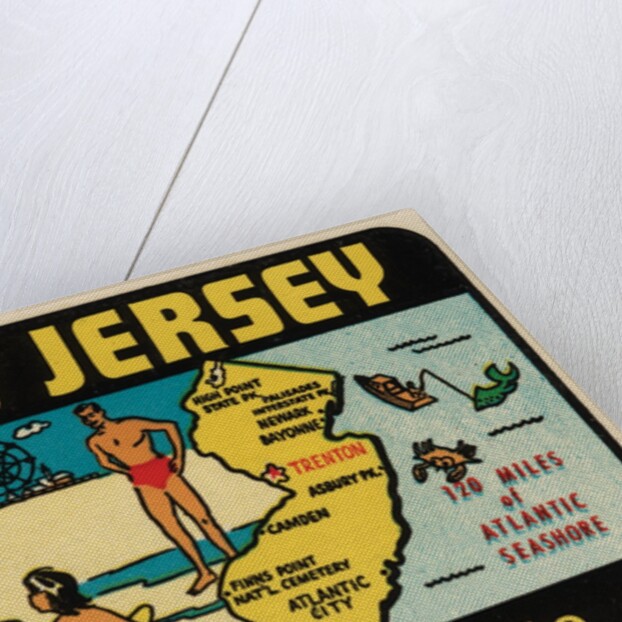 JERSEY
HIGH POINT
STATE PK.
PALISADES
INTERSTATE PK.
NEWARK
BAYONNE
TRENTON
ASBURY PK.
CAMDEN
FINNS POINT
NAT'L CEMETERY
ATLANTIC
CITY
120 MILES
of
ATLANTIC
SEASHORE